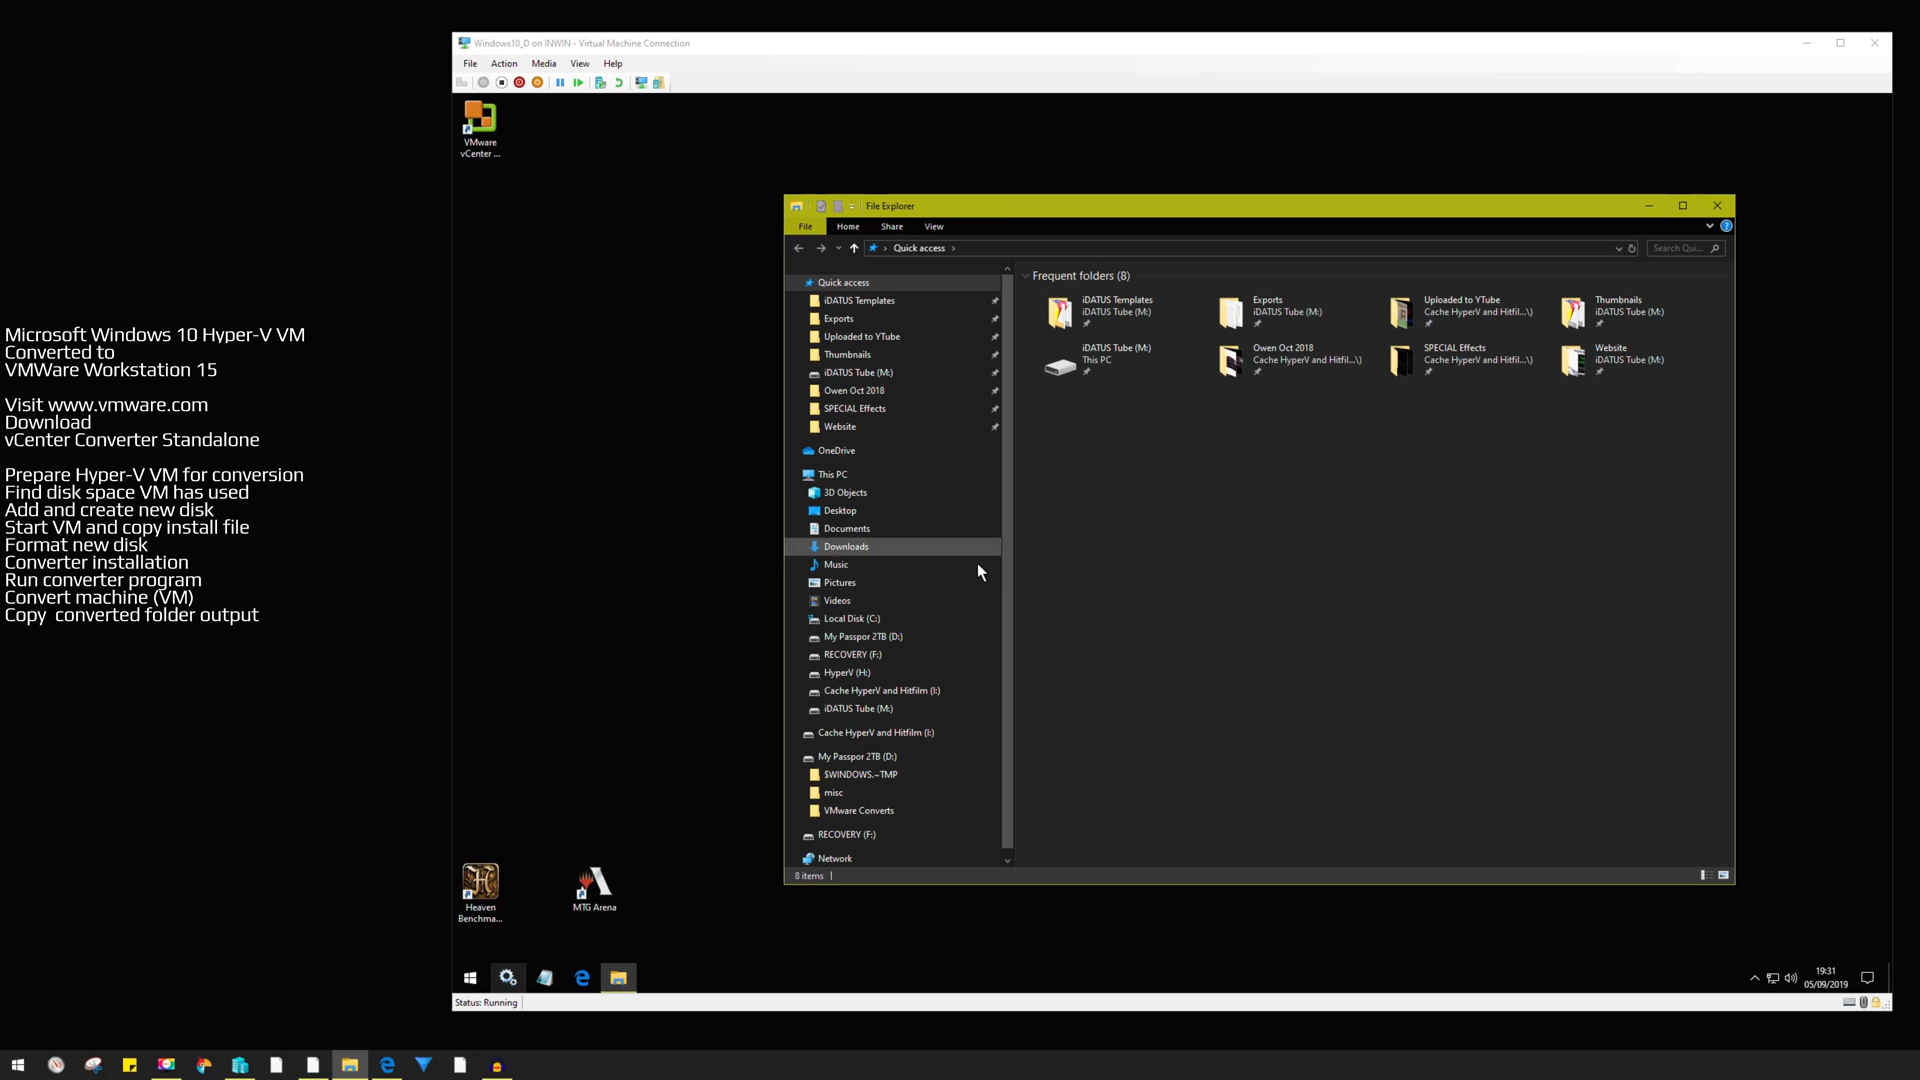 Windows10_D on INWIN - Virtual Machine Connection
File Action Media View Help
VMware
vCenter ...
File Explorer
File Home Share View
Quick access
Search Qui...
Quick access
iDATUS Templates
Exports
Uploaded to YTube
Thumbnails
iDATUS Tube (M:)
Owen Oct 2018
SPECIAL Effects
Website
OneDrive
This PC
3D Objects
Desktop
Documents
Downloads
Music
Pictures
Videos
Local Disk (C:)
My Passpor 2TB (D:)
RECOVERY (F:)
HyperV (H:)
Cache HyperV and Hitfilm (I:)
iDATUS Tube (M:)
Cache HyperV and Hitfilm (I:)
My Passpor 2TB (D:)
$WINDOWS.~TMP
misc
VMware Converts
RECOVERY (F:)
Network
8 items
Frequent folders (8)
iDATUS Templates
iDATUS Tube (M:)
Exports
iDATUS Tube (M:)
Uploaded to YTube
Cache HyperV and Hitfil...\)
Thumbnails
iDATUS Tube (M:)
iDATUS Tube (M:)
This PC
Owen Oct 2018
Cache HyperV and Hitfil...\)
SPECIAL Effects
Cache HyperV and Hitfil...\)
Website
iDATUS Tube (M:)
Microsoft Windows 10 Hyper-V VM
Converted to
VMWare Workstation 15
Visit www.vmware.com
Download
vCenter Converter Standalone
Prepare Hyper-V VM for conversion
Find disk space VM has used
Add and create new disk
Start VM and copy install file
Format new disk
Converter installation
Run converter program
Convert machine (VM)
Copy  converted folder output
Heaven
Benchma...
MTG Arena
19:31
05/09/2019
Status: Running